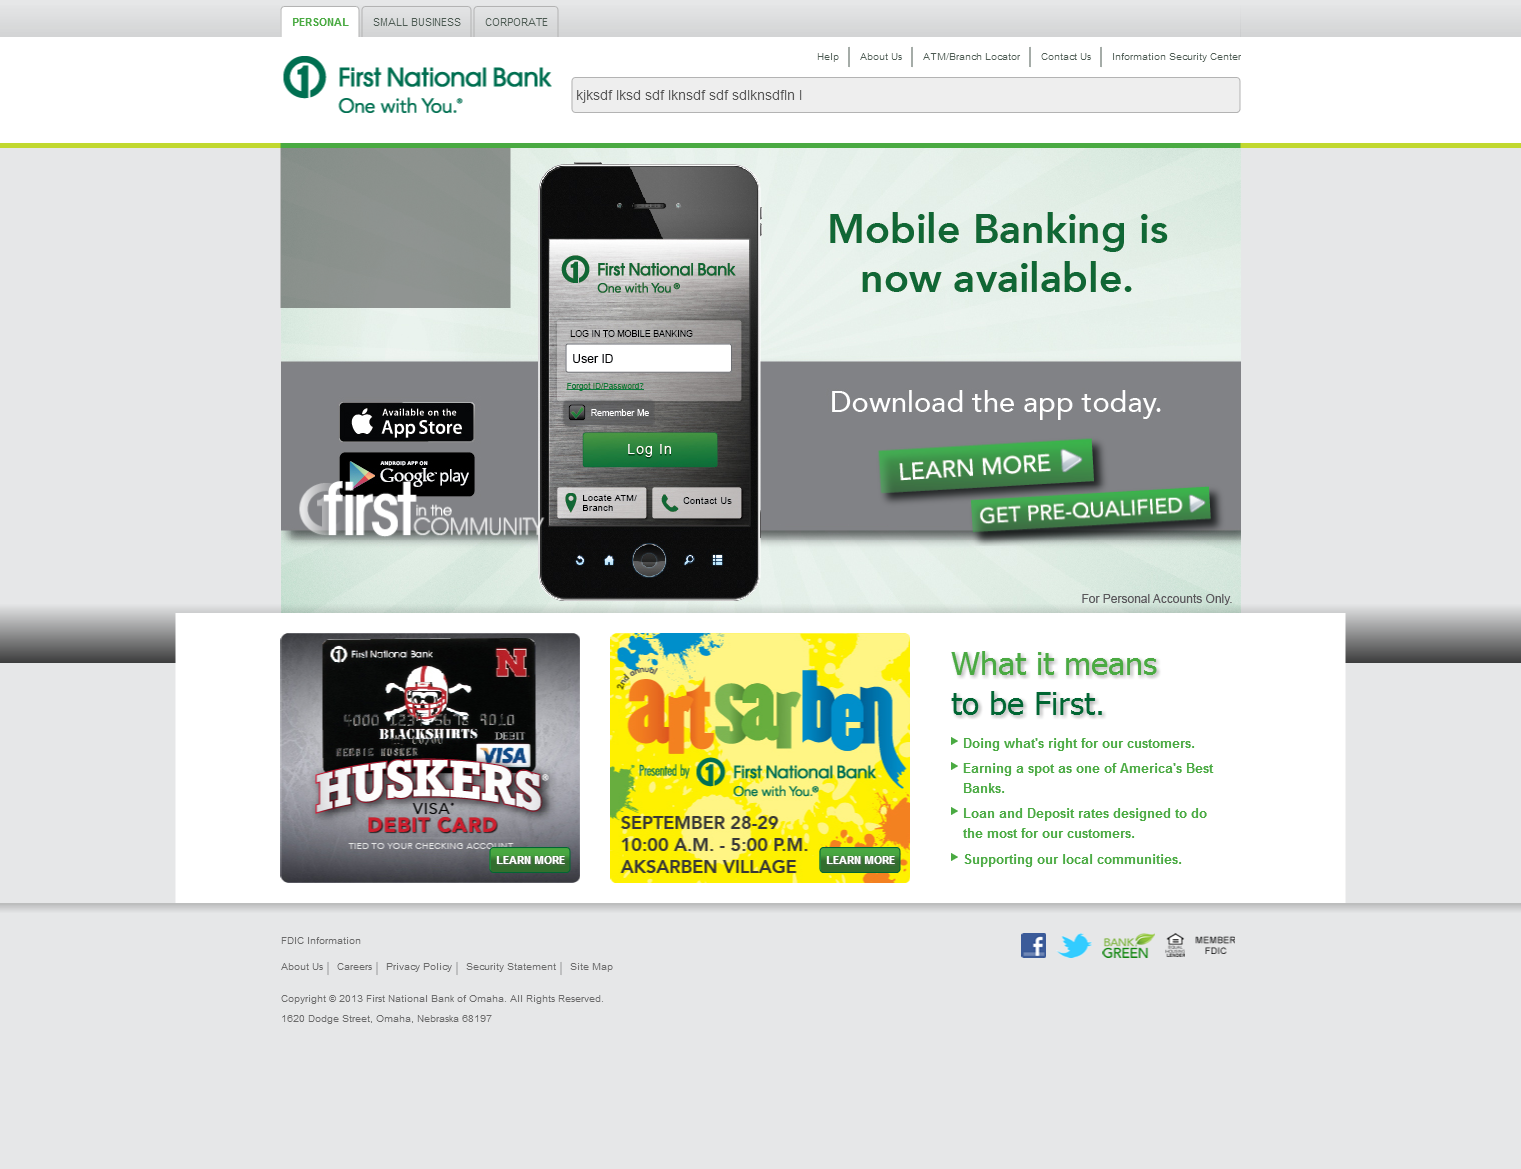 PERSONAL
SMALL BUSINESS
CORPORATE
Help
About Us
ATM/Branch Locator
Contact Us
Information Security Center
First National Bank
One with You.®
kjksdf lksd sdf lknsdf sdf sdlknsdfln l
Mobile Banking is
now available.
First National Bank
One with You®
LOG IN TO MOBILE BANKING
User ID
Forgot ID/Password?
Remember Me
Log In
Locate ATM/
Branch
Contact Us
Available on the
App Store
ANDROID APP ON
Google play
first in the
COMMUNITY
Download the app today.
LEARN MORE
GET PRE-QUALIFIED
For Personal Accounts Only.
First National Bank
N
4000 1234 5678 9010
BLACKSHIRTS
DEBIT
HERBIE HUSKER
VISA
HUSKERS®
VISA*
DEBIT CARD
TIED TO YOUR CHECKING ACCOUNT
LEARN MORE
2nd annual
artsarben
Presented by
First National Bank
One with You.®
SEPTEMBER 28-29
10:00 A.M. - 5:00 P.M.
AKSARBEN VILLAGE
LEARN MORE
What it means
to be First.
Doing what's right for our customers.
Earning a spot as one of America's Best
Banks.
Loan and Deposit rates designed to do
the most for our customers.
Supporting our local communities.
FDIC Information
About Us
Careers
Privacy Policy
Security Statement
Site Map
BANK
GREEN
EQUAL HOUSING
LENDER
MEMBER
FDIC
Copyright © 2013 First National Bank of Omaha. All Rights Reserved.
1620 Dodge Street, Omaha, Nebraska 68197